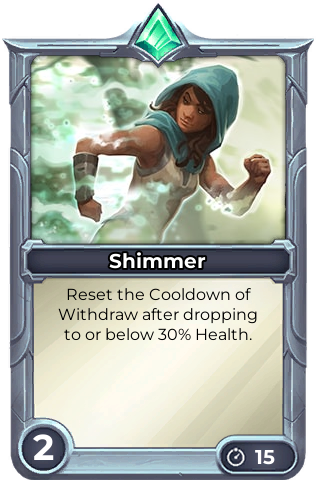 Shimmer
Reset the Cooldown of
Withdraw after dropping
to or below 30% Health.
2
15